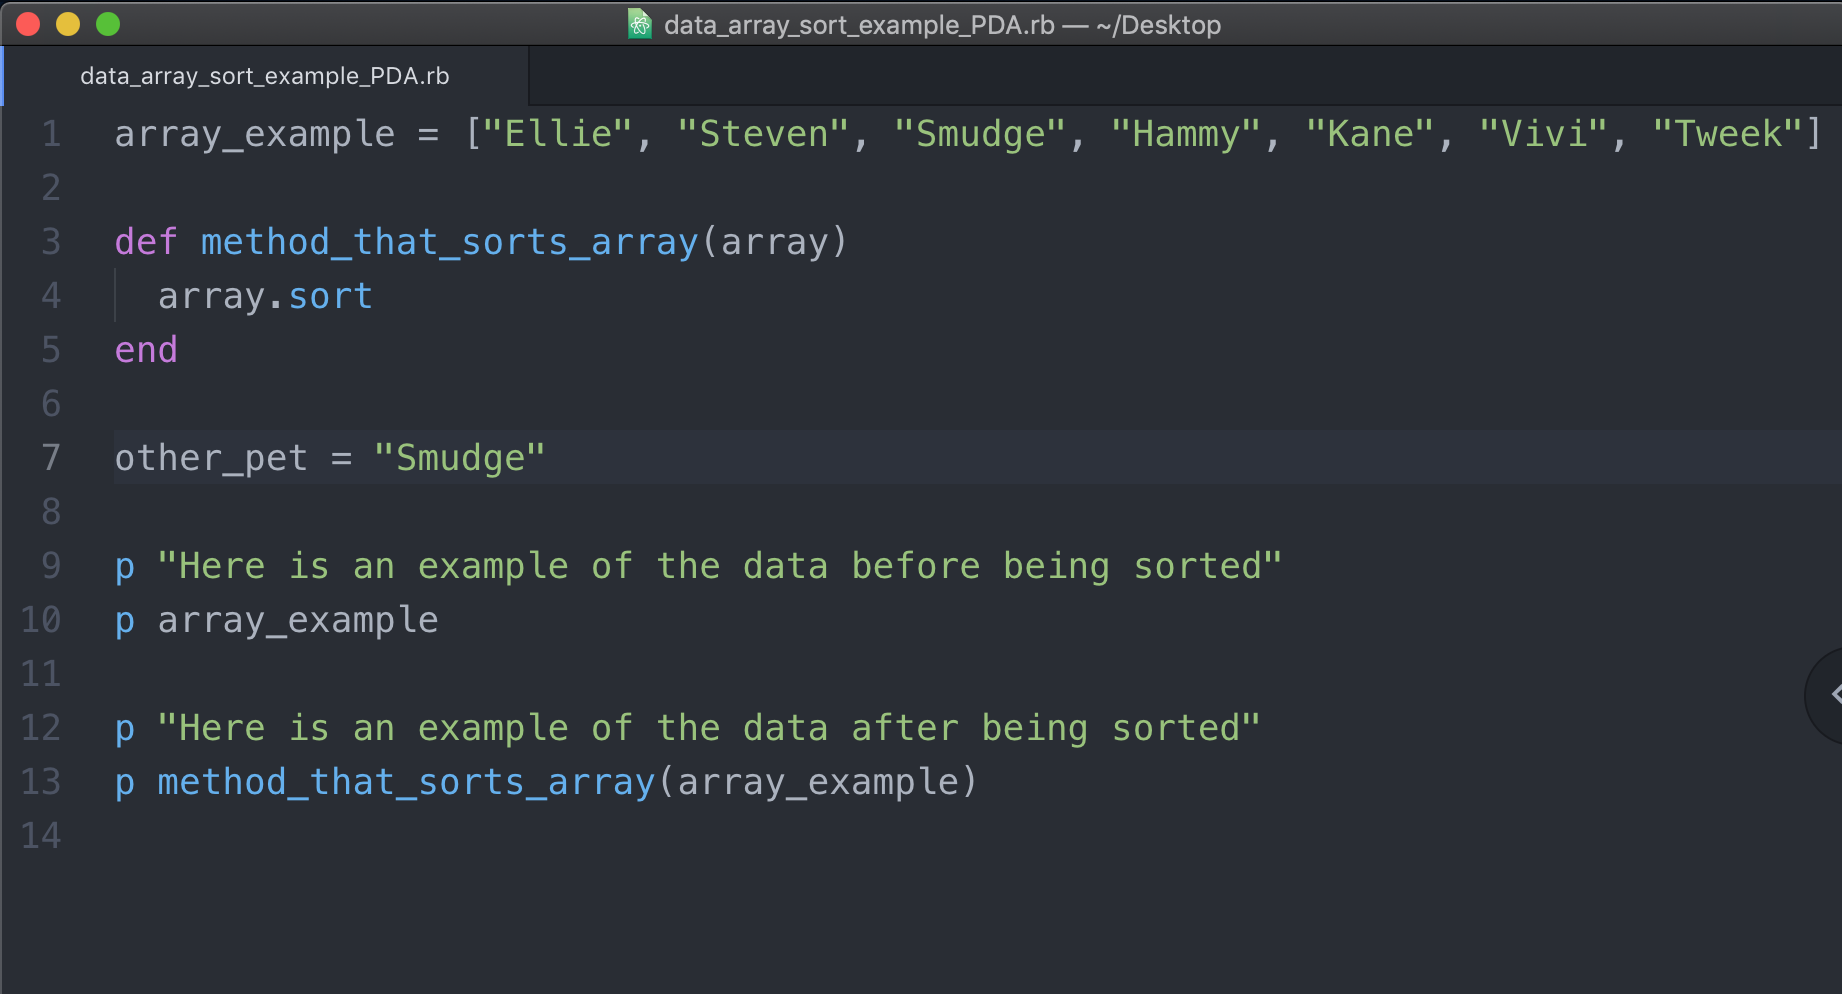 data_array_sort_example_PDA.rb — ~/Desktop
data_array_sort_example_PDA.rb
1 array_example = ["Ellie", "Steven", "Smudge", "Hammy", "Kane", "Vivi", "Tweek"]
2
3 def method_that_sorts_array(array)
4   array.sort
5 end
6
7 other_pet = "Smudge"
8
9 p "Here is an example of the data before being sorted"
10 p array_example
11
12 p "Here is an example of the data after being sorted"
13 p method_that_sorts_array(array_example)
14